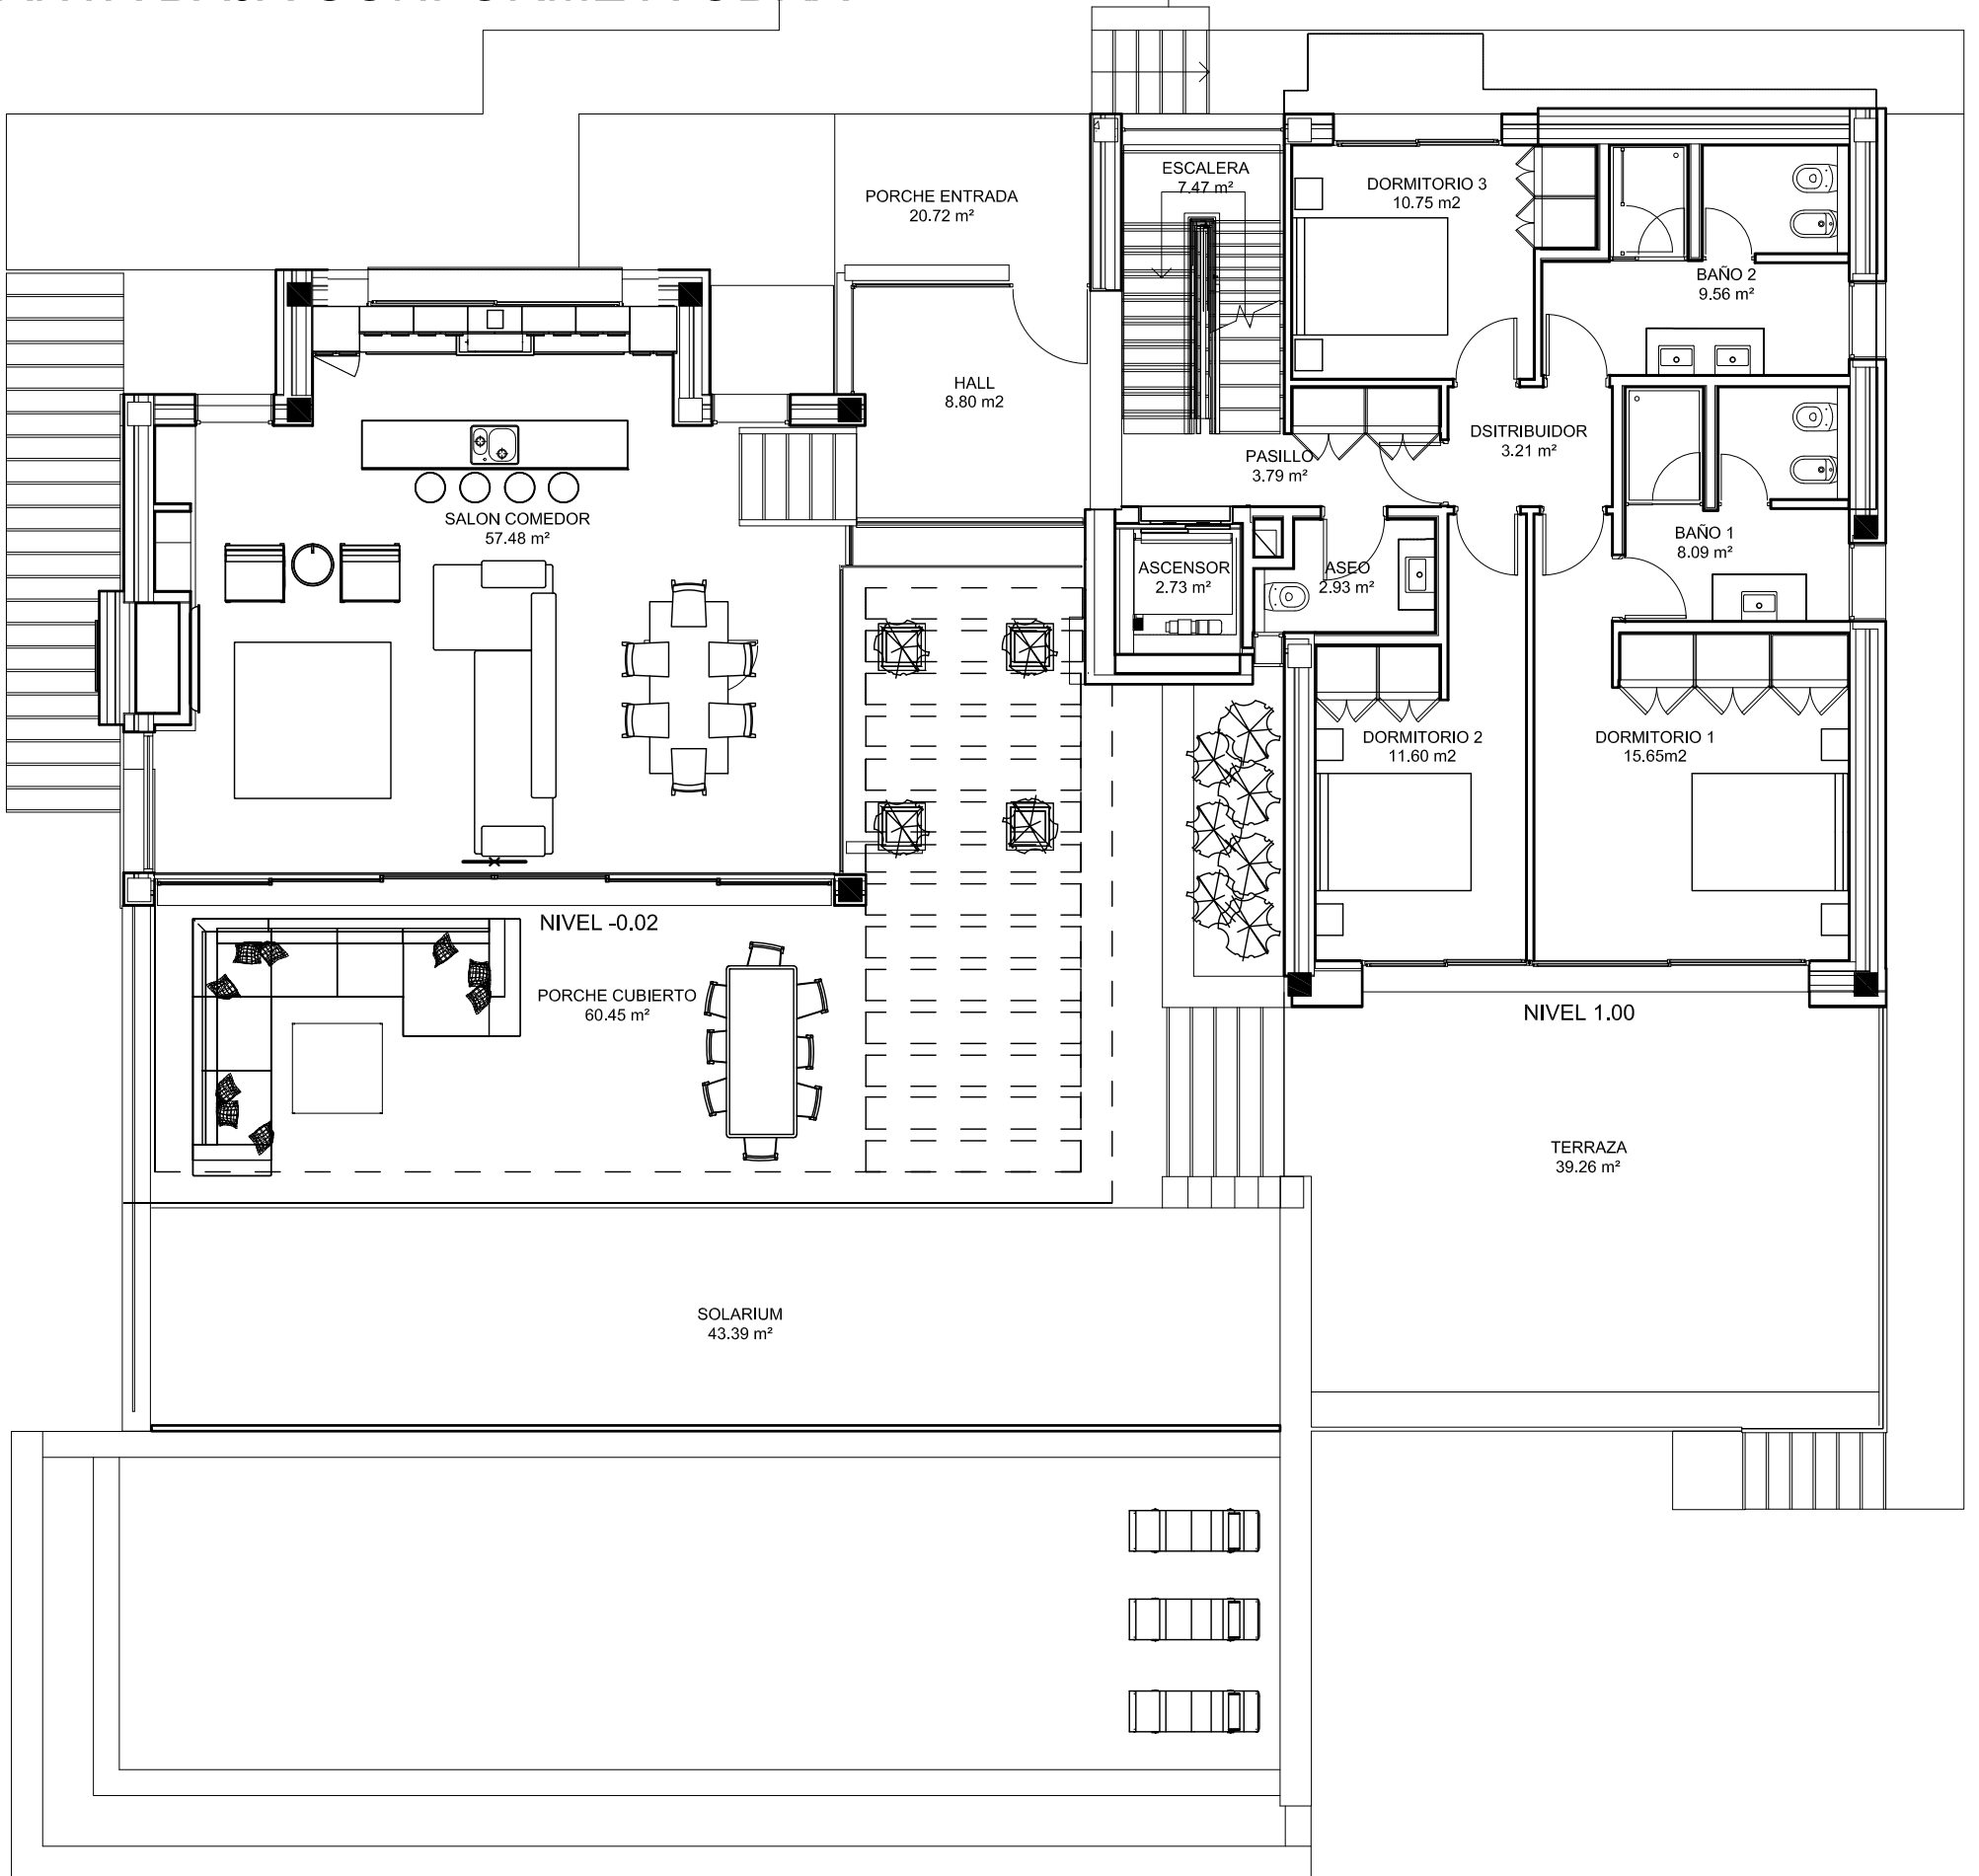 PORCHE ENTRADA
20.72 m²
ESCALERA
7.47 m²
DORMITORIO 3
10.75 m2
BAÑO 2
9.56 m²
HALL
8.80 m2
DSITRIBUIDOR
3.21 m²
PASILLO
3.79 m²
SALON COMEDOR
57.48 m²
BAÑO 1
8.09 m²
ASCENSOR
2.73 m²
ASEO
2.93 m²
DORMITORIO 2
11.60 m2
DORMITORIO 1
15.65m2
NIVEL -0.02
PORCHE CUBIERTO
60.45 m²
NIVEL 1.00
TERRAZA
39.26 m²
SOLARIUM
43.39 m²